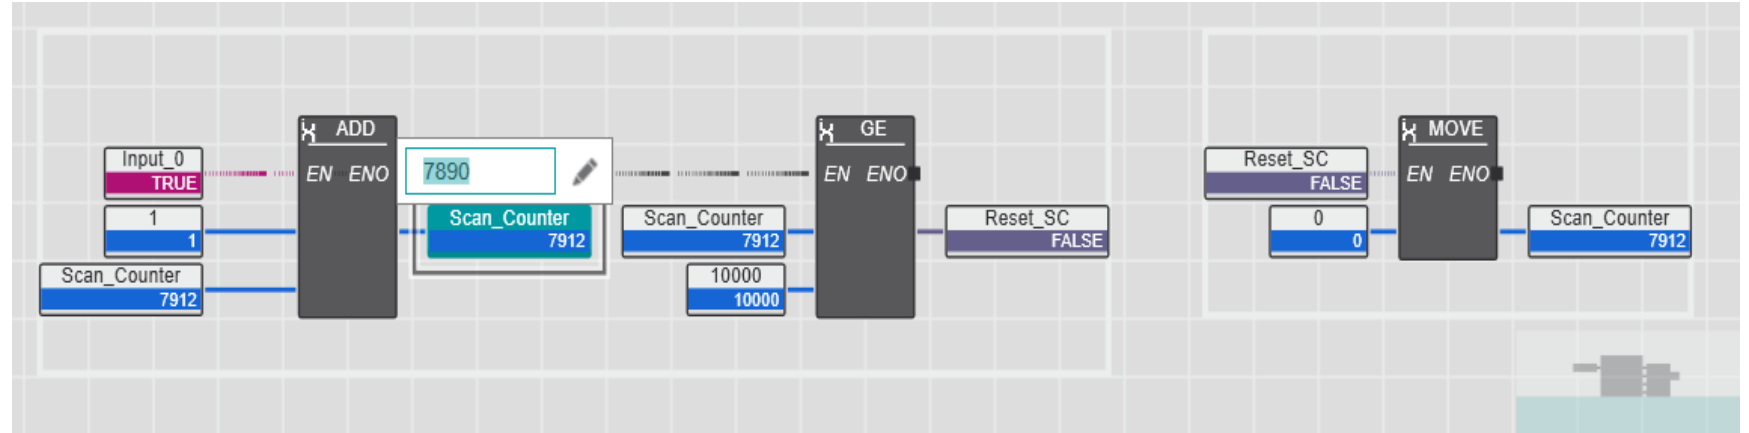 ADD
GE
MOVE
Input_0
TRUE
EN ENO
7890
EN ENO
Reset_SC
FALSE
EN ENO
1
1
Scan_Counter
7912
Scan_Counter
7912
Reset_SC
FALSE
0
0
Scan_Counter
7912
Scan_Counter
7912
10000
10000